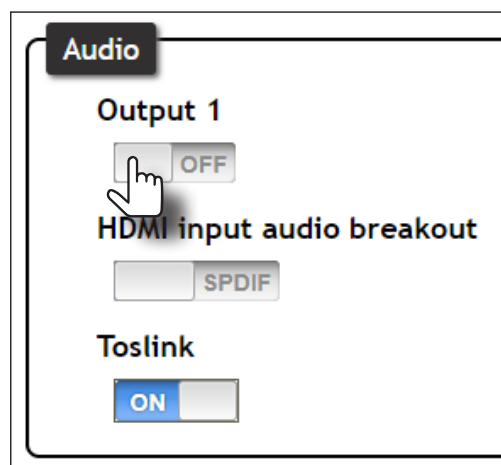 Audio
Output 1
OFF
HDMI input audio breakout
SPDIF
Toslink
ON